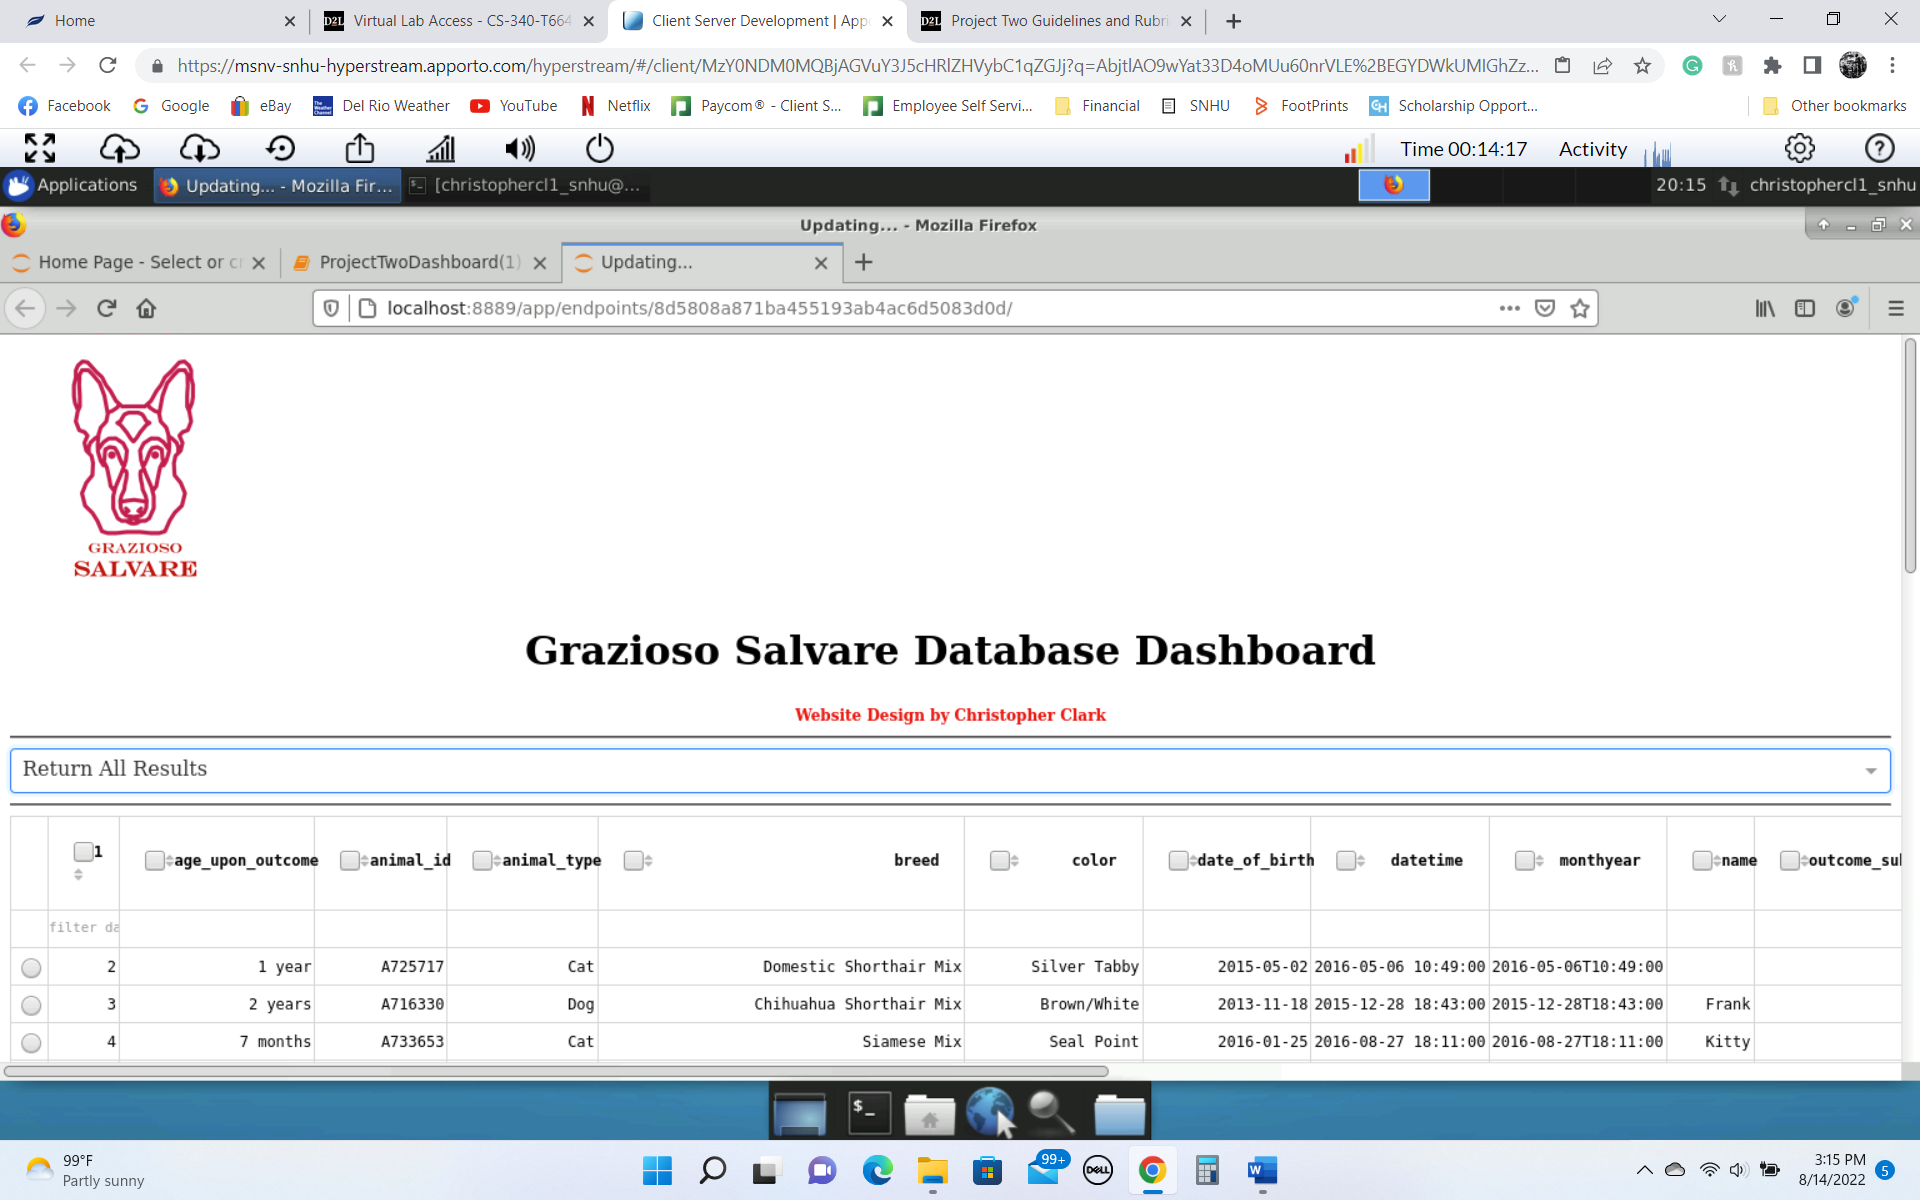 Home
Virtual Lab Access - CS-340-T664
Client Server Development | Appo
Project Two Guidelines and Rubri
https://msnv-snhu-hyperstream.apporto.com/hyperstream/#/client/MzY0NDM0MQBjAGVuY3J5cHRlZHVybC1qZGJj?q=AbjtlAO9wYat33D4oMUu60nrVLE%2BEGYDWkUMIGhZz...
Facebook Google eBay Del Rio Weather YouTube Netflix Paycom® - Client S... Employee Self Servi... Financial SNHU FootPrints Scholarship Opport... Other bookmarks
Time 00:14:17 Activity
Applications Updating... - Mozilla Fir... [christophercl1_snhu@... 20:15 christophercl1_snhu
Updating... - Mozilla Firefox
Home Page - Select or cr ProjectTwoDashboard(1) Updating...
localhost:8889/app/endpoints/8d5808a871ba455193ab4ac6d5083d0d/
GRAZIOSO
SALVARE
Grazioso Salvare Database Dashboard
Website Design by Christopher Clark
Return All Results
1 age_upon_outcome animal_id animal_type breed color date_of_birth datetime monthyear name outcome_su
filter da
2 1 year A725717 Cat Domestic Shorthair Mix Silver Tabby 2015-05-02 2016-05-06 10:49:00 2016-05-06T10:49:00
3 2 years A716330 Dog Chihuahua Shorthair Mix Brown/White 2013-11-18 2015-12-28 18:43:00 2015-12-28T18:43:00 Frank
4 7 months A733653 Cat Siamese Mix Seal Point 2016-01-25 2016-08-27 18:11:00 2016-08-27T18:11:00 Kitty
$_
99°F
Partly sunny
99+
DELL
3:15 PM
8/14/2022
5